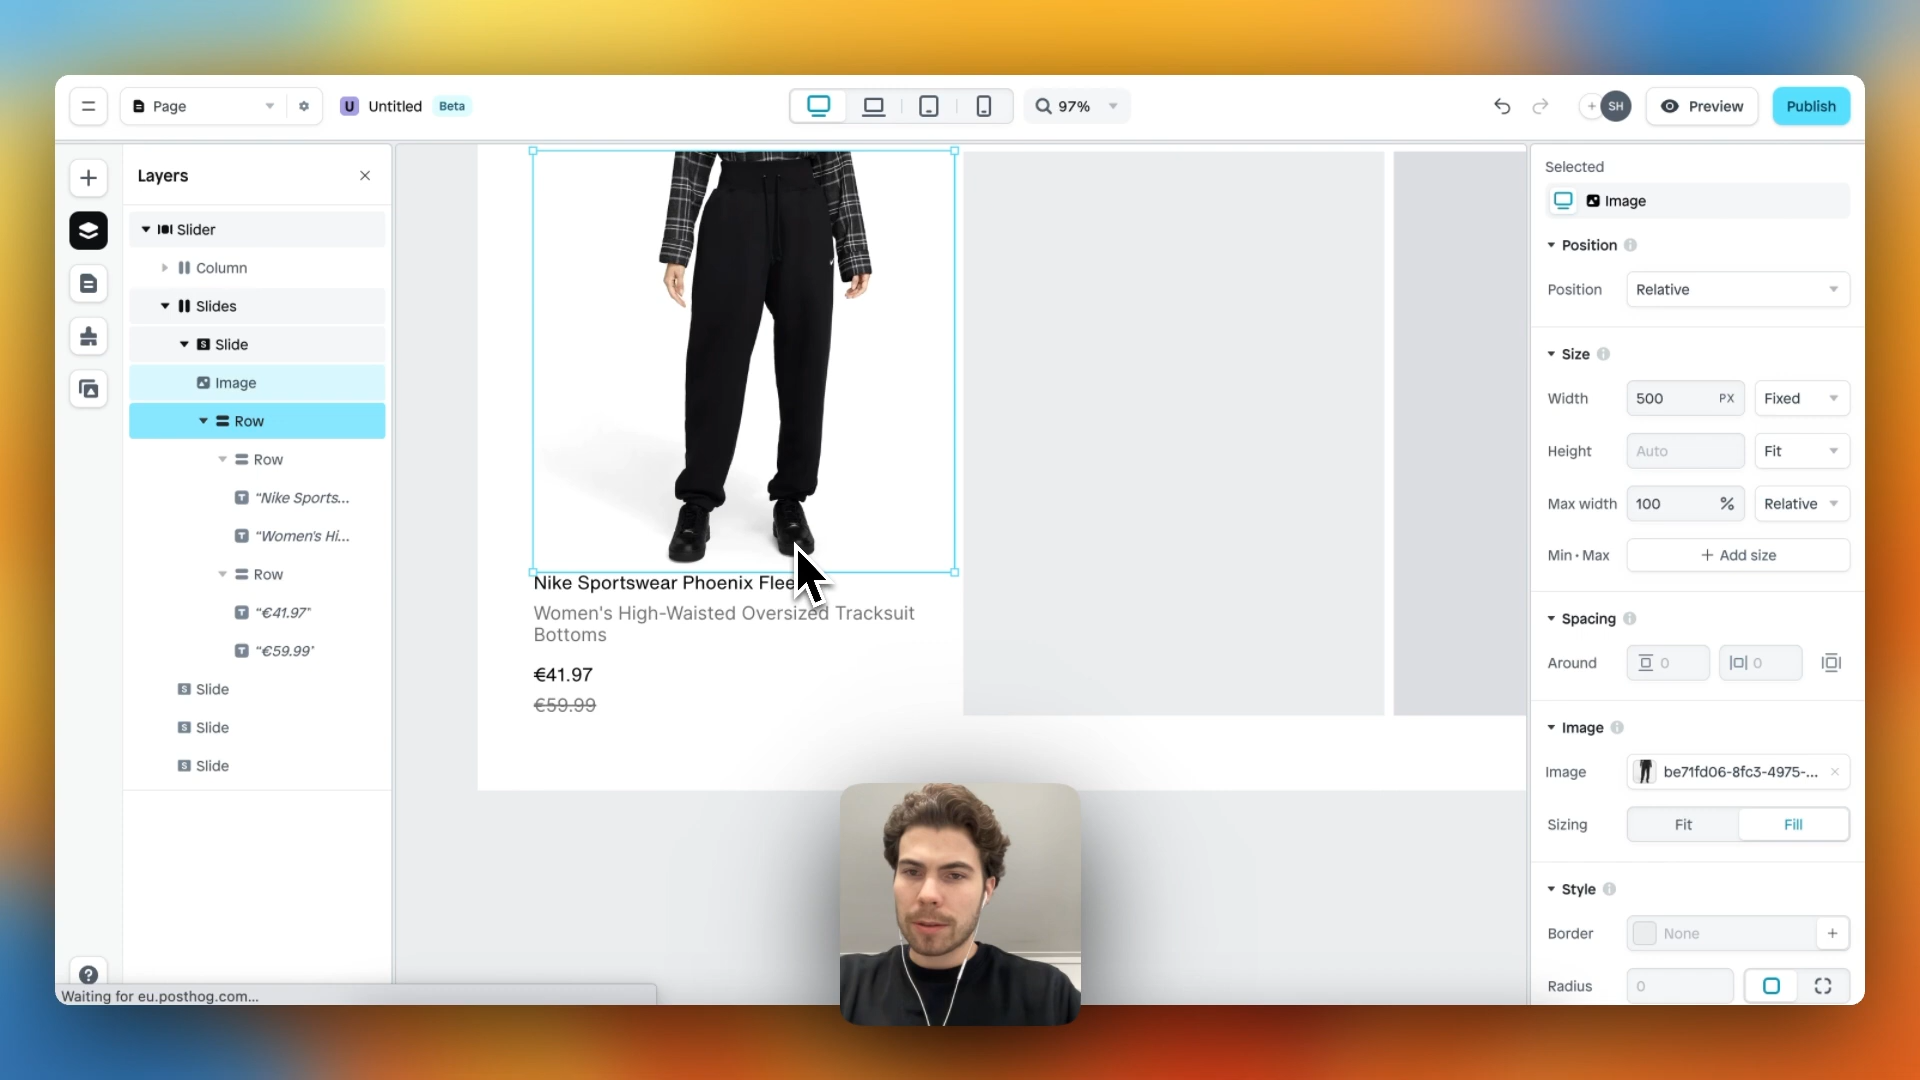 Page
U Untitled Beta
97%
SH
Preview
Publish
Layers
Slider
Column
Slides
S Slide
Image
Row
Row
T "Nike Sports...
T "Women's Hi...
Row
T "€41.97"
T "€59.99"
S Slide
S Slide
S Slide
?
Waiting for eu.posthog.com...
Nike Sportswear Phoenix Flee
Women's High-Waisted Oversized Tracksuit
Bottoms
€41.97
€59.99
Selected
Image
Position
Position Relative
Size
Width 500 PX Fixed
Height Auto Fit
Max width 100 % Relative
Min · Max + Add size
Spacing
Around 0 0
Image
Image be71fd06-8fc3-4975-...
Sizing Fit Fill
Style
Border None +
Radius 0